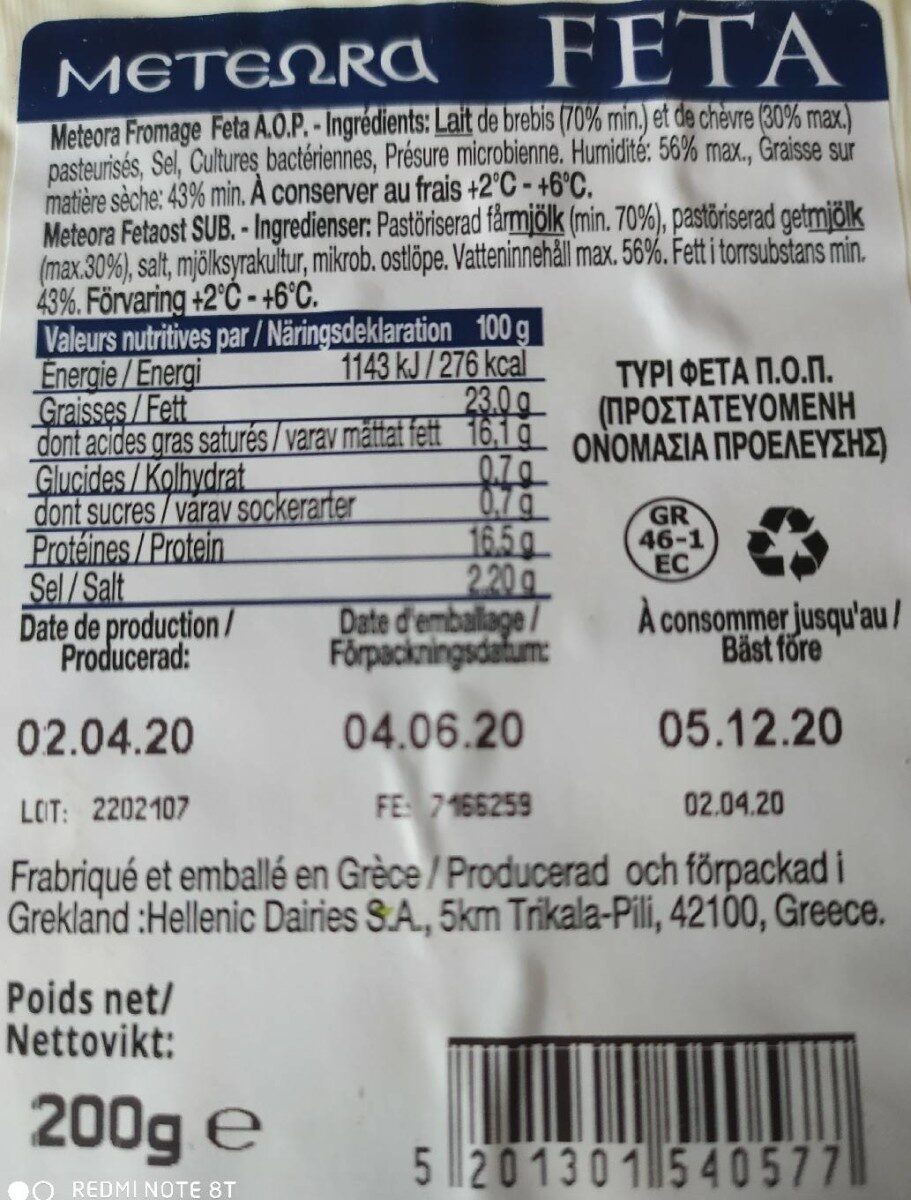 ΜЄΤЄΩRα FETA
Meteora Fromage Feta A.O.P. - Ingrédients: Lait de brebis (70% min.) et de chèvre (30% max.)
pasteurisés, Sel, Cultures bactériennes, Présure microbienne. Humidité: 56% max., Graisse sur
matière sèche: 43% min. À conserver au frais +2°C - +6°C.
Meteora Fetaost SUB. - Ingredienser: Pastöriserad fårmjölk (min. 70%), pastöriserad getmjölk
(max.30%), salt, mjölksyrakultur, mikrob. ostlöpe. Vatteninnehåll max. 56%. Fett i torrsubstans min.
43%. Förvaring +2°C - +6°C.
Valeurs nutritives par / Näringsdeklaration 100 g
Énergie / Energi 1143 kJ / 276 kcal
Graisses / Fett 23,0 g
dont acides gras saturés / varav mättat fett 16,1 g
Glucides / Kolhydrat 0,7 g
dont sucres / varav sockerarter 0,7 g
Protéines / Protein 16,5 g
Sel / Salt 2,20 g
ΤΥΡΙ ΦΕΤΑ Π.Ο.Π.
(ΠΡΟΣΤΑΤΕΥΟΜΕΝΗ
ΟΝΟΜΑΣΙΑ ΠΡΟΕΛΕΥΣΗΣ)
GR
46-1
EC
Date de production / Date d'emballage / À consommer jusqu'au /
Producerad: Förpackningsdatum: Bäst före
02.04.20 04.06.20 05.12.20
LOT: 2202107 FE: 7166259 02.04.20
Frabriqué et emballé en Grèce / Producerad och förpackad i
Grekland :Hellenic Dairies S.A., 5km Trikala-Pili, 42100, Greece.
Poids net/
Nettovikt:
200g e
5 201301 540577
REDMI NOTE 8T